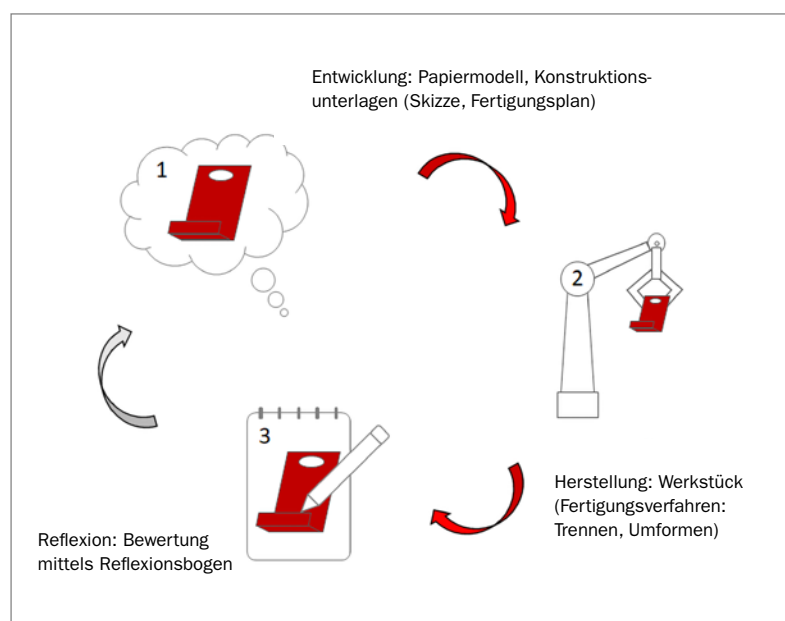 Entwicklung: Papiermodell, Konstruktions-
unterlagen (Skizze, Fertigungsplan)
1
2
3
Herstellung: Werkstück
(Fertigungsverfahren:
Trennen, Umformen)
Reflexion: Bewertung
mittels Reflexionsbogen